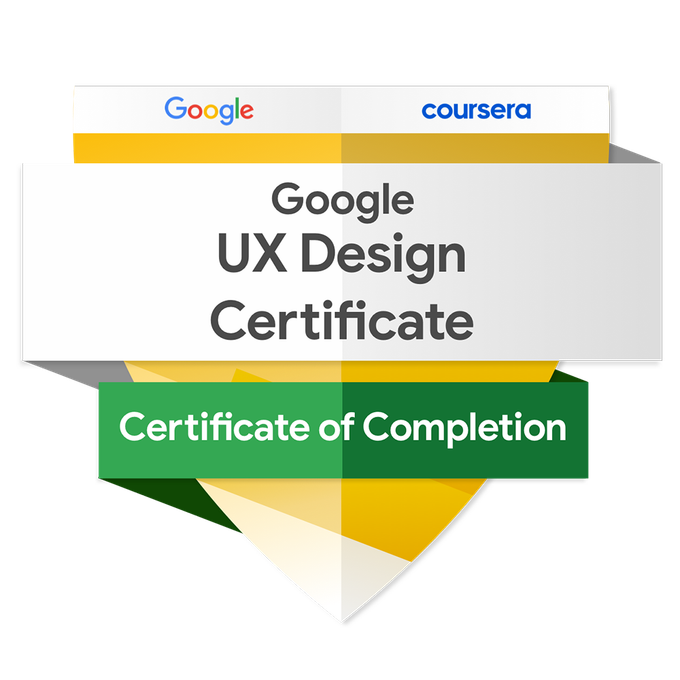 Google
coursera
Google
UX Design
Certificate
Certificate of Completion